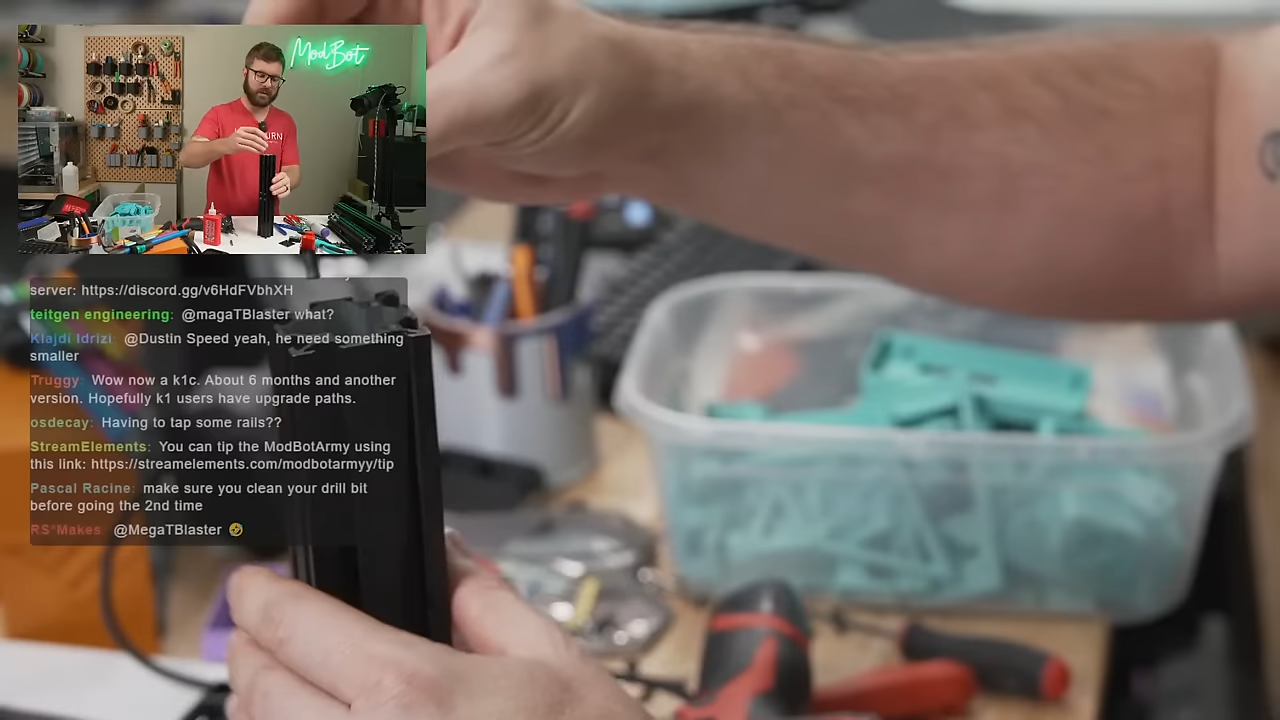 ModBot
server: https://discord.gg/v6HdFVbhXH
teitgen engineering: @magaTBlaster what?
Klajdi Idrizi @Dustin Speed yeah, he need something
smaller
Truggy: Wow now a k1c. About 6 months and another
version. Hopefully k1 users have upgrade paths.
osdecay: Having to tap some rails??
StreamElements: You can tip the ModBotArmy using
this link: https://streamelements.com/modbotarmyy/tip
Pascal Racine: make sure you clean your drill bit
before going the 2nd time
RS*Makes @MegaTBlaster 🤣